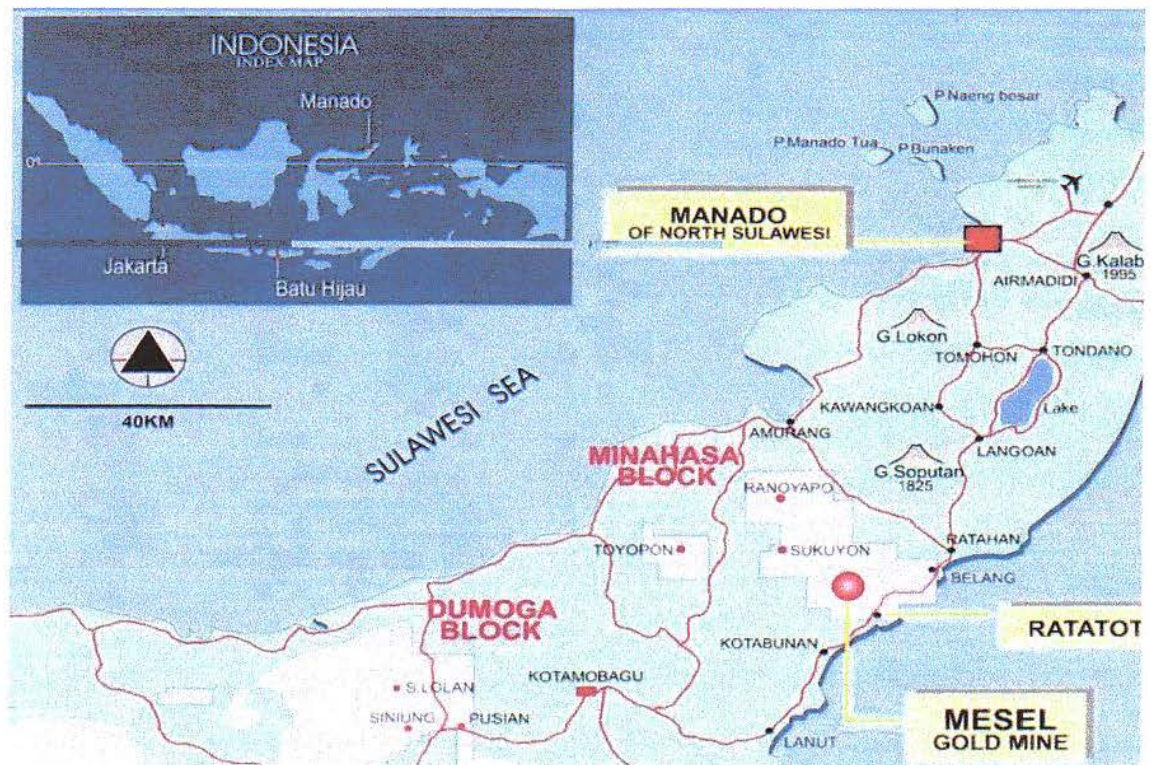 INDONESIA
INDEX MAP
Manado
Jakarta
Batu Hijau
40KM
SULAWESI SEA
P.Naeng besar
P.Manado Tua
P.Bunaken
MANADO
OF NORTH SULAWESI
G.Kalab
1995
AIRMADIDI
G.Lokon
TOMOHON
TONDANO
KAWANGKOAN
Lake
AMURANG
LANGOAN
MINAHASA
BLOCK
G.Soputan
1825
RANOYAPO
RATAHAN
TOYOPON
SUKUYON
BELANG
DUMOGA
BLOCK
RATATOT
KOTABUNAN
KOTAMOBAGU
S.LOLAN
SINIUNG
PUSIAN
LANUT
MESEL
GOLD MINE